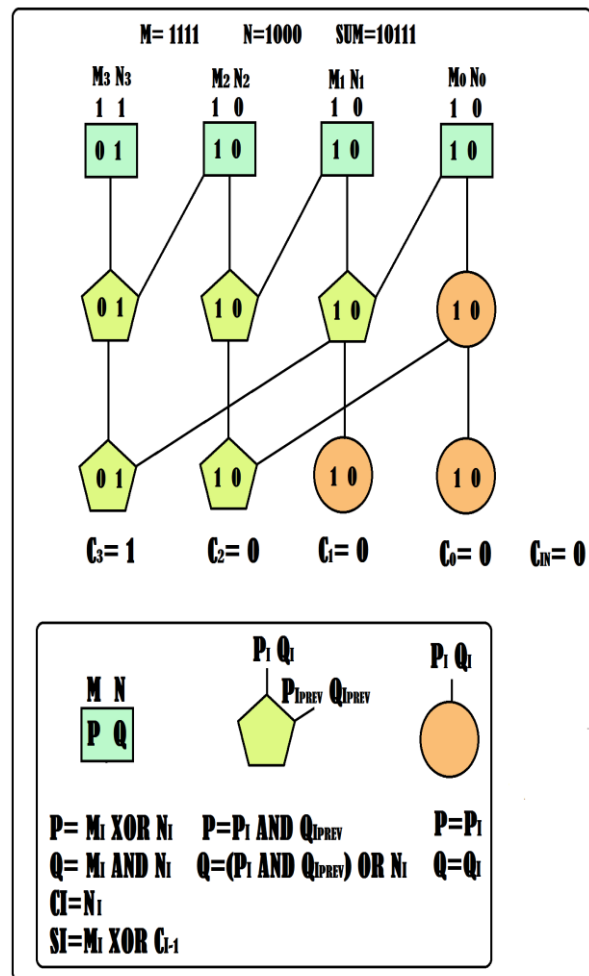 M= 1111 N=1000 SUM=10111
M3 N3 M2 N2 M1 N1 M0 N0
1 1 1 0 1 0 1 0
0 1 1 0 1 0 1 0
0 1 1 0 1 0 1 0
0 1 1 0 1 0 1 0
C3= 1 C2= 0 C1= 0 C0= 0 CIN= 0
PI QI PI QI
M N PIPREV QIPREV
P Q
P= MI XOR NI P=PI AND QIPREV P=PI
Q= MI AND NI Q=(PI AND QIPREV) OR NI Q=QI
CI=NI
SI=MI XOR CI-1